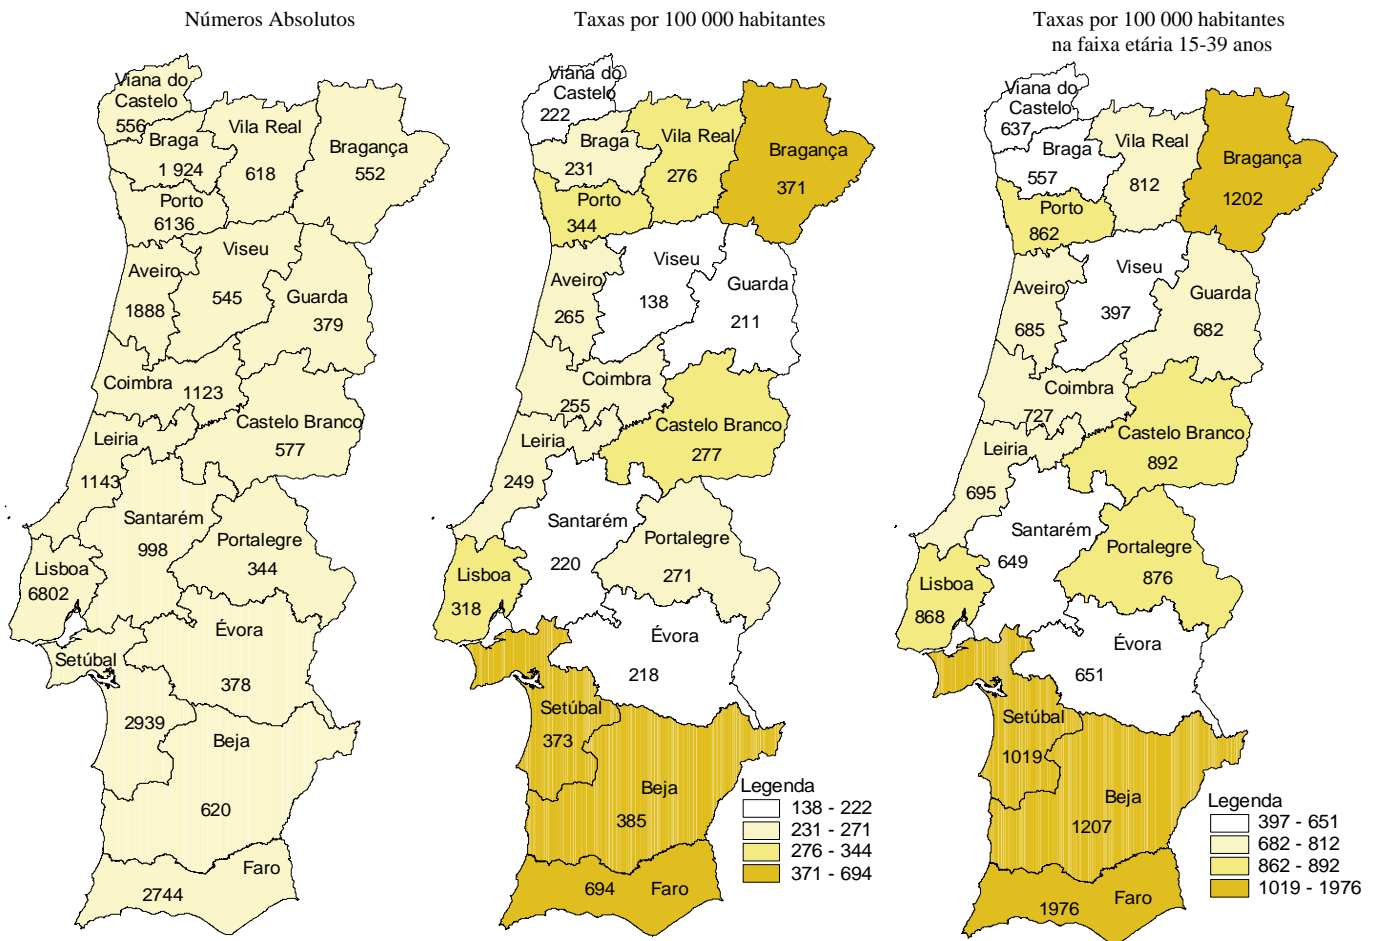 Números Absolutos
Viana do
Castelo
556
Braga
1 924
Vila Real
618
Bragança
552
Porto
6136
Aveiro
1888
Viseu
545
Guarda
379
Coimbra
1123
Castelo Branco
577
Leiria
1143
Santarém
998
Portalegre
344
Lisboa
6802
Setúbal
2939
Évora
378
Beja
620
Faro
2744
Taxas por 100 000 habitantes
Viana do
Castelo
222
Braga
231
Vila Real
276
Bragança
371
Porto
344
Aveiro
265
Viseu
138
Guarda
211
Coimbra
255
Castelo Branco
277
Leiria
249
Santarém
220
Portalegre
271
Lisboa
318
Évora
218
Setúbal
373
Beja
385
694 Faro
Legenda
138 - 222
231 - 271
276 - 344
371 - 694
Taxas por 100 000 habitantes
na faixa etária 15-39 anos
Viana do
Castelo
637
Braga
557
Vila Real
812
Bragança
1202
Porto
862
Aveiro
685
Viseu
397
Guarda
682
Coimbra
727
Castelo Branco
892
Leiria
695
Santarém
649
Portalegre
876
Lisboa
868
Évora
651
Setúbal
1019
Beja
1207
1976 Faro
Legenda
397 - 651
682 - 812
862 - 892
1019 - 1976